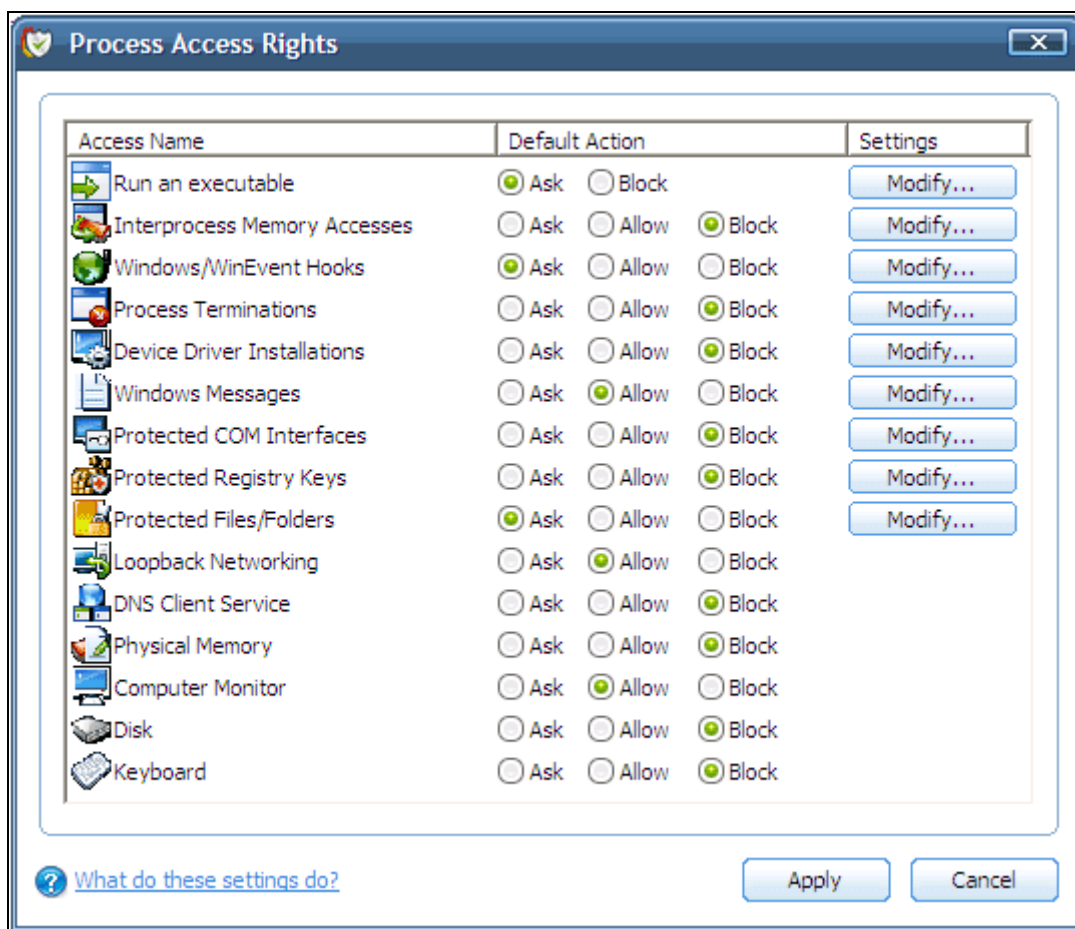 Process Access Rights
Access Name Default Action Settings
Run an executable Ask Block Modify...
Interprocess Memory Accesses Ask Allow Block Modify...
Windows/WinEvent Hooks Ask Allow Block Modify...
Process Terminations Ask Allow Block Modify...
Device Driver Installations Ask Allow Block Modify...
Windows Messages Ask Allow Block Modify...
Protected COM Interfaces Ask Allow Block Modify...
Protected Registry Keys Ask Allow Block Modify...
Protected Files/Folders Ask Allow Block Modify...
Loopback Networking Ask Allow Block
DNS Client Service Ask Allow Block
Physical Memory Ask Allow Block
Computer Monitor Ask Allow Block
Disk Ask Allow Block
Keyboard Ask Allow Block
What do these settings do? Apply Cancel